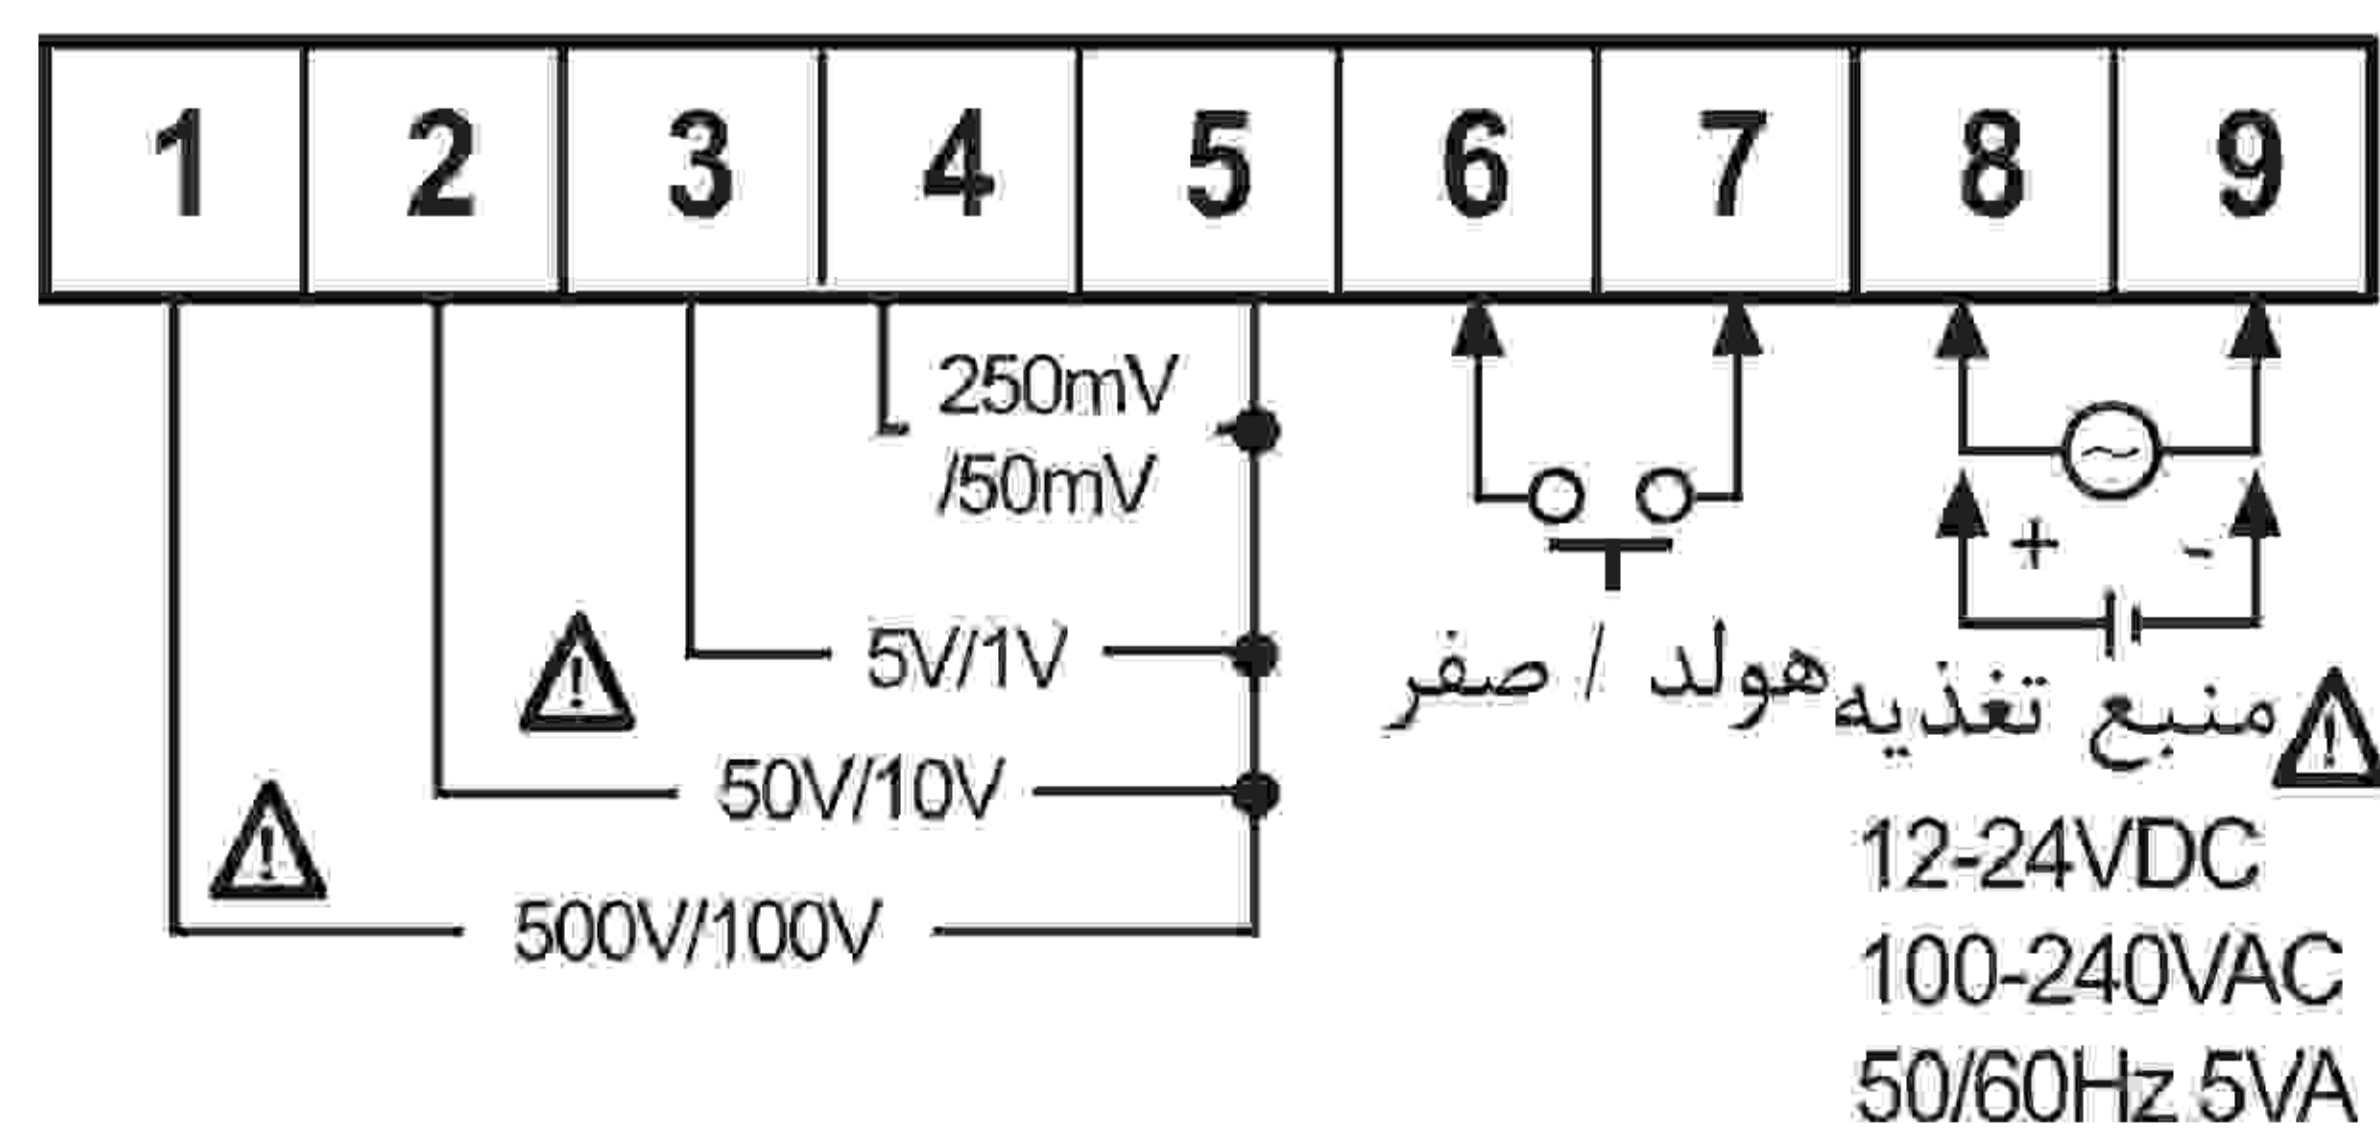 1 2 3 4 5 6 7 8 9
250mV
/50mV
+ -
5V/1V
هولد / صفر
منبع تغذیه
50V/10V
12-24VDC
500V/100V
100-240VAC
50/60Hz 5VA